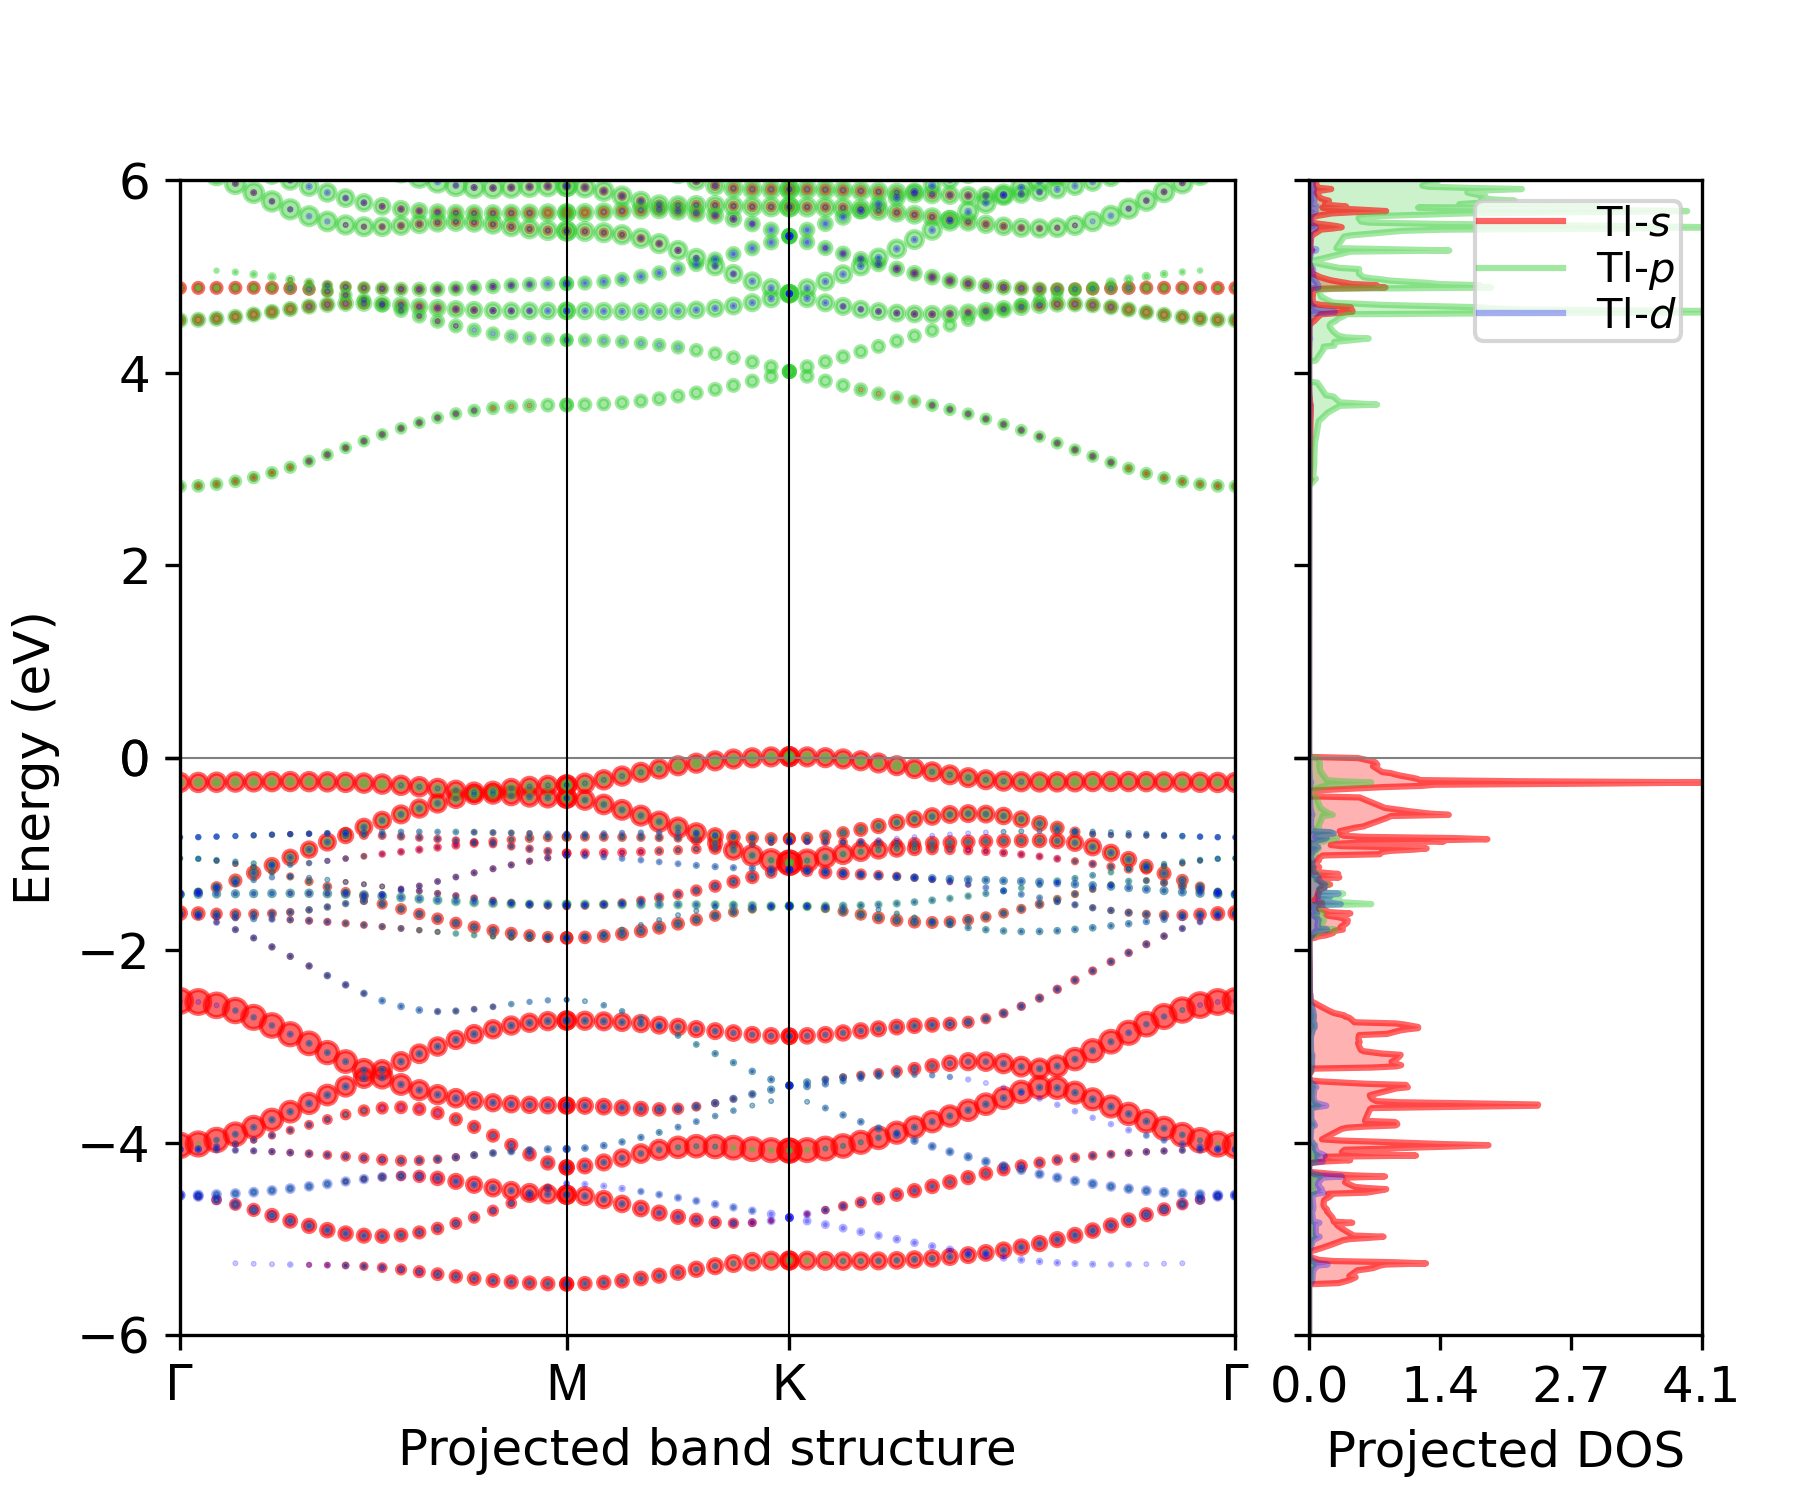 6
4
2
0
−2
−4
−6
Energy (eV)
Γ M K Γ
Projected band structure
Tl-s
Tl-p
Tl-d
0.0 1.4 2.7 4.1
Projected DOS